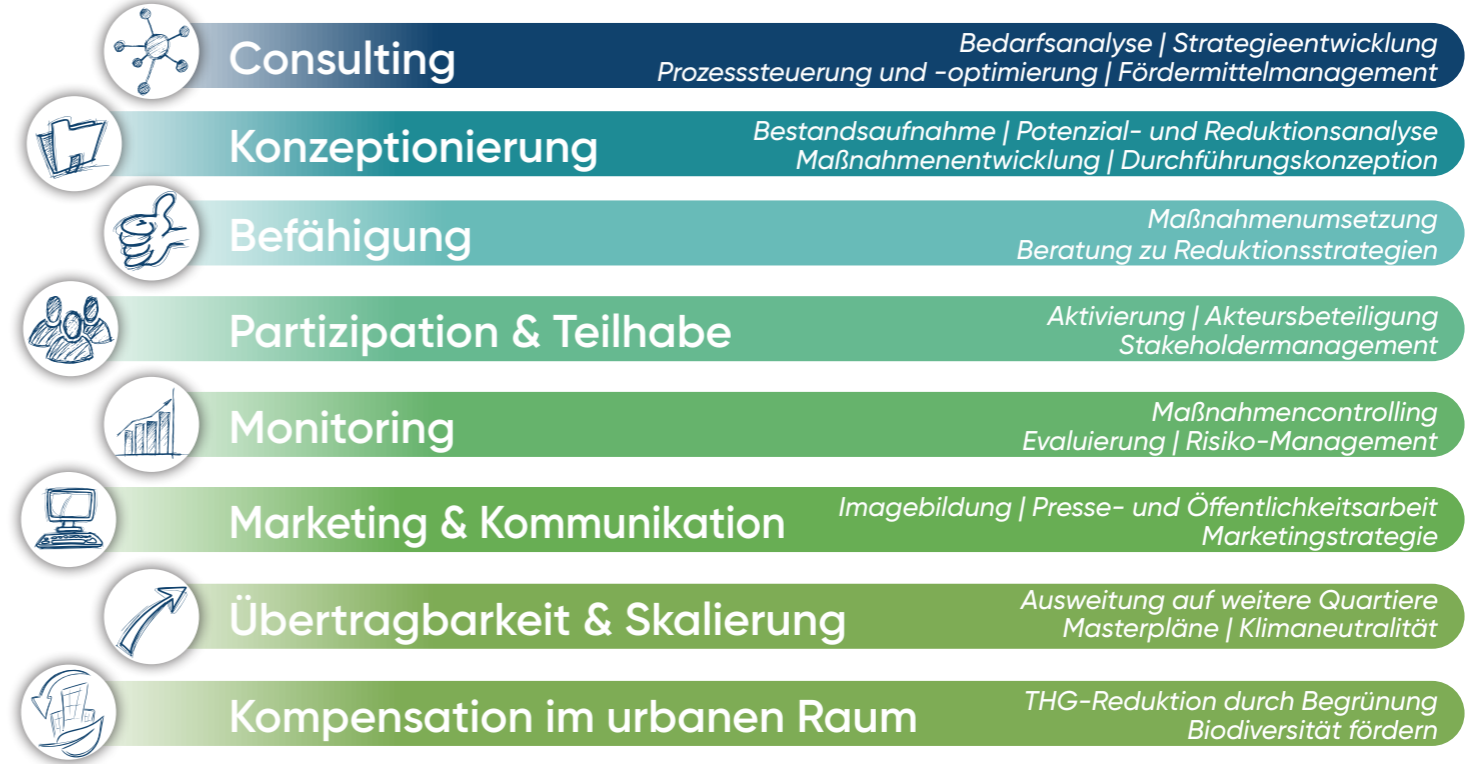 Consulting
Bedarfsanalyse | Strategieentwicklung
Prozesssteuerung und -optimierung | Fördermittelmanagement
Konzeptionierung
Bestandsaufnahme | Potenzial- und Reduktionsanalyse
Maßnahmenentwicklung | Durchführungskonzeption
Befähigung
Maßnahmenumsetzung
Beratung zu Reduktionsstrategien
Partizipation & Teilhabe
Aktivierung | Akteursbeteiligung
Stakeholdermanagement
Monitoring
Maßnahmencontrolling
Evaluierung | Risiko-Management
Marketing & Kommunikation
Imagebildung | Presse- und Öffentlichkeitsarbeit
Marketingstrategie
Übertragbarkeit & Skalierung
Ausweitung auf weitere Quartiere
Masterpläne | Klimaneutralität
Kompensation im urbanen Raum
THG-Reduktion durch Begrünung
Biodiversität fördern